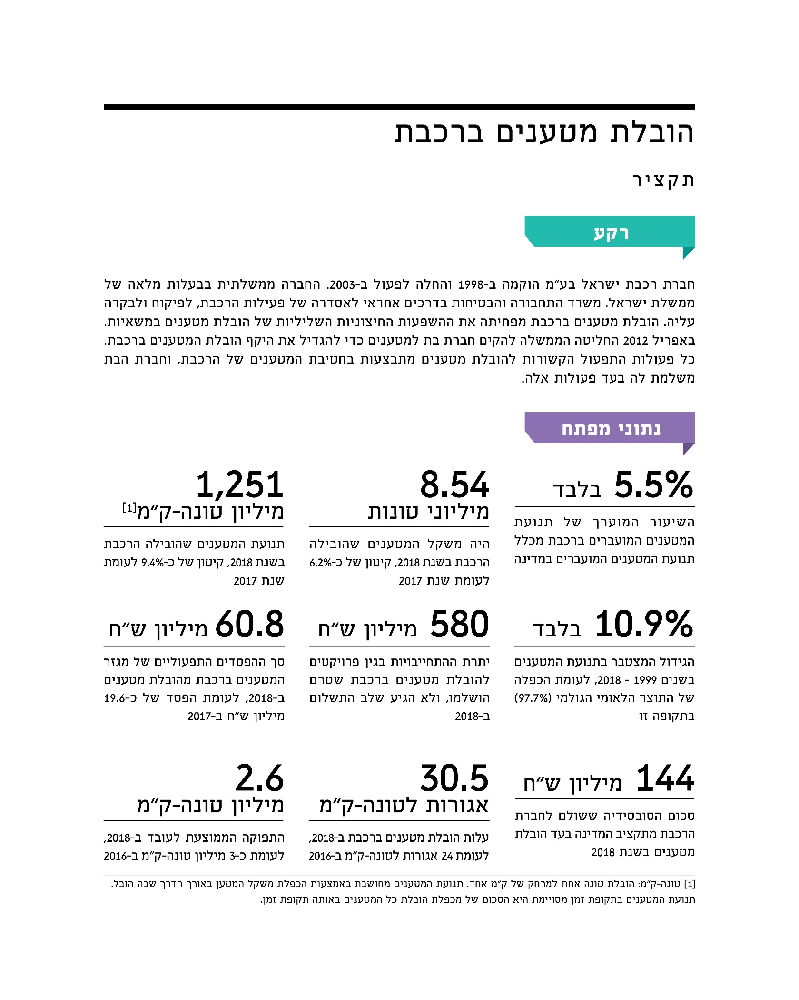 הובלת מטענים ברכבת
תקציר
רקע
חברת רכבת ישראל בע״מ הוקמה ב-1998 והחלה לפעול ב-2003. החברה ממשלתית בבעלות מלאה של
ממשלת ישראל. משרד התחבורה והבטיחות בדרכים אחראי לאסדרה של פעילות הרכבת, לפיקוח ולבקרה
עליה. הובלת מטענים ברכבת מפחיתה את ההשפעות החיצוניות השליליות של הובלת מטענים במשאיות.
באפריל 2012 החליטה הממשלה להקים חברת בת למטענים כדי להגדיל את היקף הובלת המטענים ברכבת.
כל פעולות התפעול הקשורות להובלת מטענים מתבצעות בחטיבת המטענים של הרכבת, וחברת הבת
משלמת לה בעד פעולות אלה.
נתוני מפתח
5.5% בלבד
השיעור המוערך של תנועת
המטענים המועברים ברכבת מכלל
תנועת המטענים המועברים במדינה
8.54
מיליוני טונות
היה משקל המטענים שהובילה
הרכבת בשנת 2018, קיטון של כ-6.2%
לעומת שנת 2017
1,251
מיליון טונה-ק״מ[1]
תנועת המטענים שהובילה הרכבת
בשנת 2018, קיטון של כ-9.4% לעומת
שנת 2017
10.9% בלבד
הגידול המצטבר בתנועת המטענים
בשנים 1999 - 2018, לעומת הכפלה
של התוצר הלאומי הגולמי (97.7%)
בתקופה זו
580 מיליון ש״ח
יתרת ההתחייבויות בגין פרויקטים
להובלת מטענים ברכבת שטרם
הושלמו, ולא הגיע שלב התשלום
ב-2018
60.8 מיליון ש״ח
סך ההפסדים התפעוליים של מגזר
המטענים ברכבת מהובלת מטענים
ב-2018, לעומת הפסד של כ-19.6
מיליון ש״ח ב-2017
144 מיליון ש״ח
סכום הסובסידיה ששולם לחברת
הרכבת מתקציב המדינה בעד הובלת
מטענים בשנת 2018
30.5
אגורות לטונה-ק״מ
עלות הובלת מטענים ברכבת ב-2018,
לעומת 24 אגורות לטונה-ק״מ ב-2016
2.6
מיליון טונה-ק״מ
התפוקה הממוצעת לעובד ב-2018,
לעומת כ-3 מיליון טונה-ק״מ ב-2016
[1] טונה-ק״מ: הובלת טונה אחת למרחק של ק״מ אחד. תנועת המטענים מחושבת באמצעות הכפלת משקל המטען באורך הדרך שבה הובל.
תנועת המטענים בתקופת זמן מסויימת היא הסכום של מכפלת הובלת כל המטענים באותה תקופת זמן.